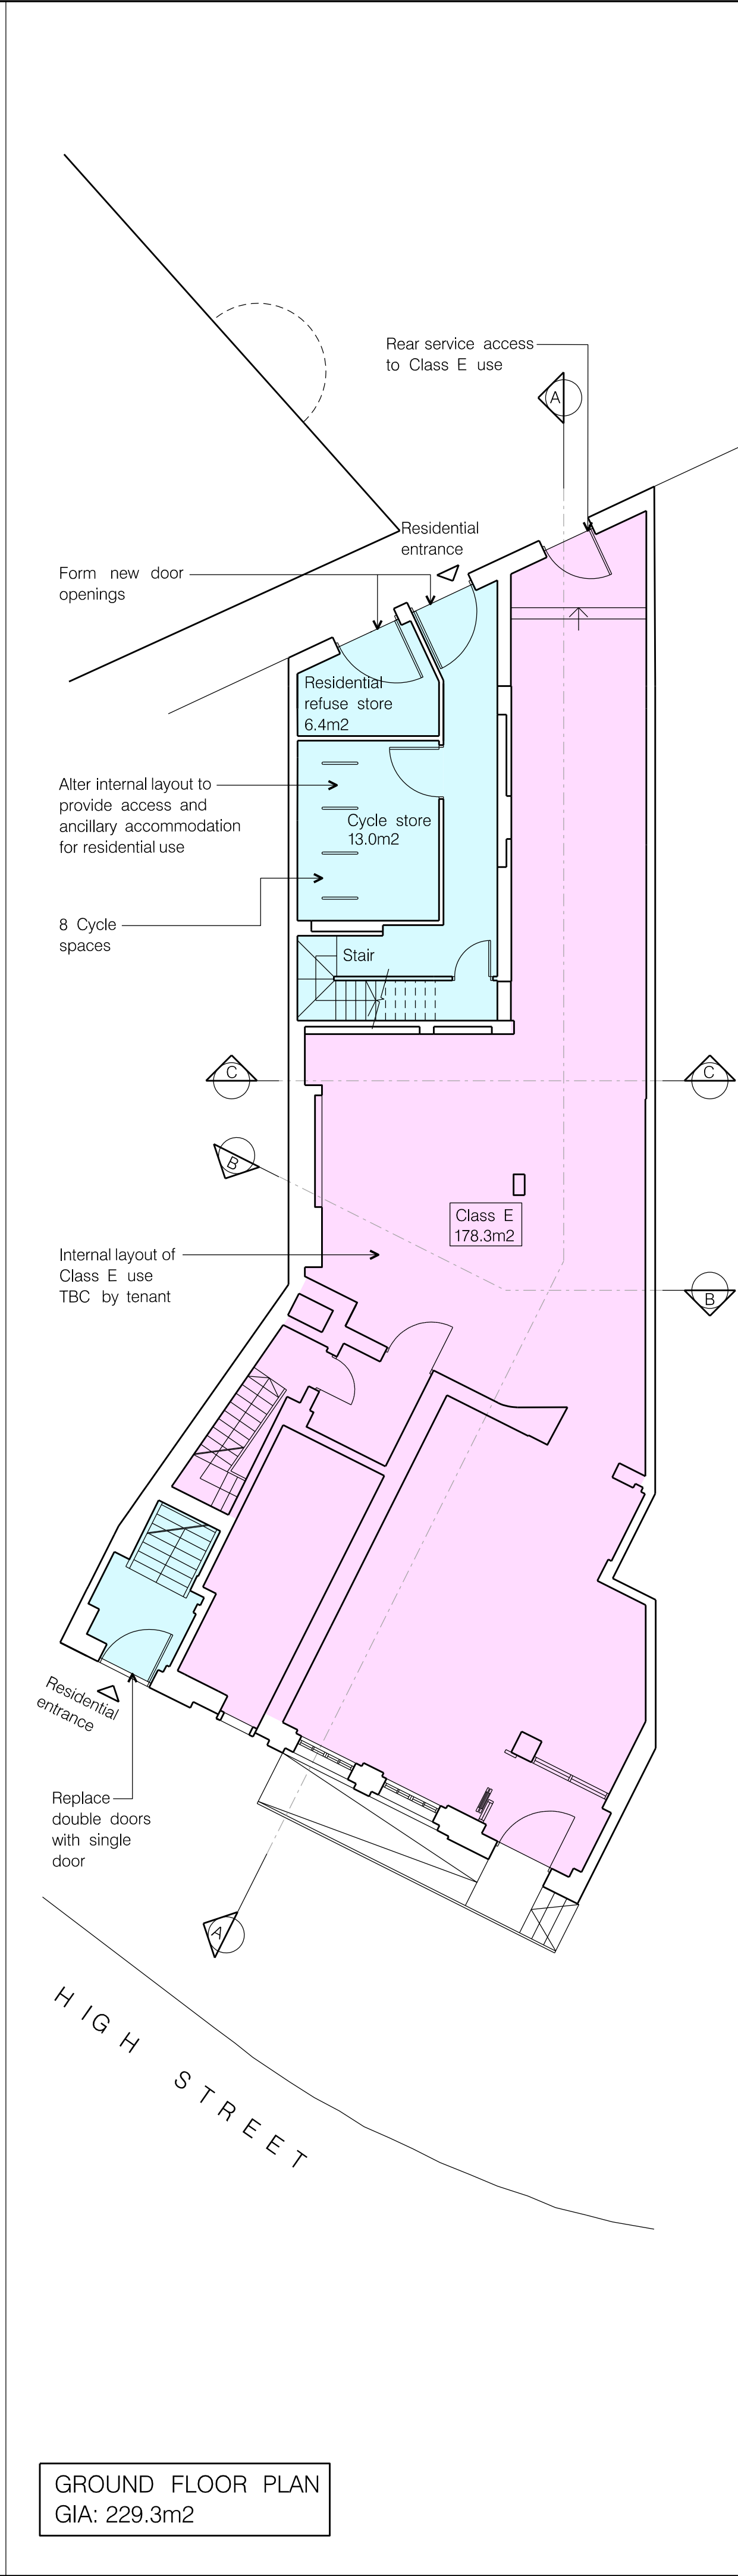 Rear service access
to Class E use
A
Residential
entrance
Form new door
openings
Residential
refuse store
6.4m2
Alter internal layout to
provide access and
ancillary accommodation
for residential use
Cycle store
13.0m2
8 Cycle
spaces
Stair
C
C
B
Class E
178.3m2
Internal layout of
Class E use
TBC by tenant
B
Residential
entrance
Replace
double doors
with single
door
A
HIGH STREET
GROUND FLOOR PLAN
GIA: 229.3m2